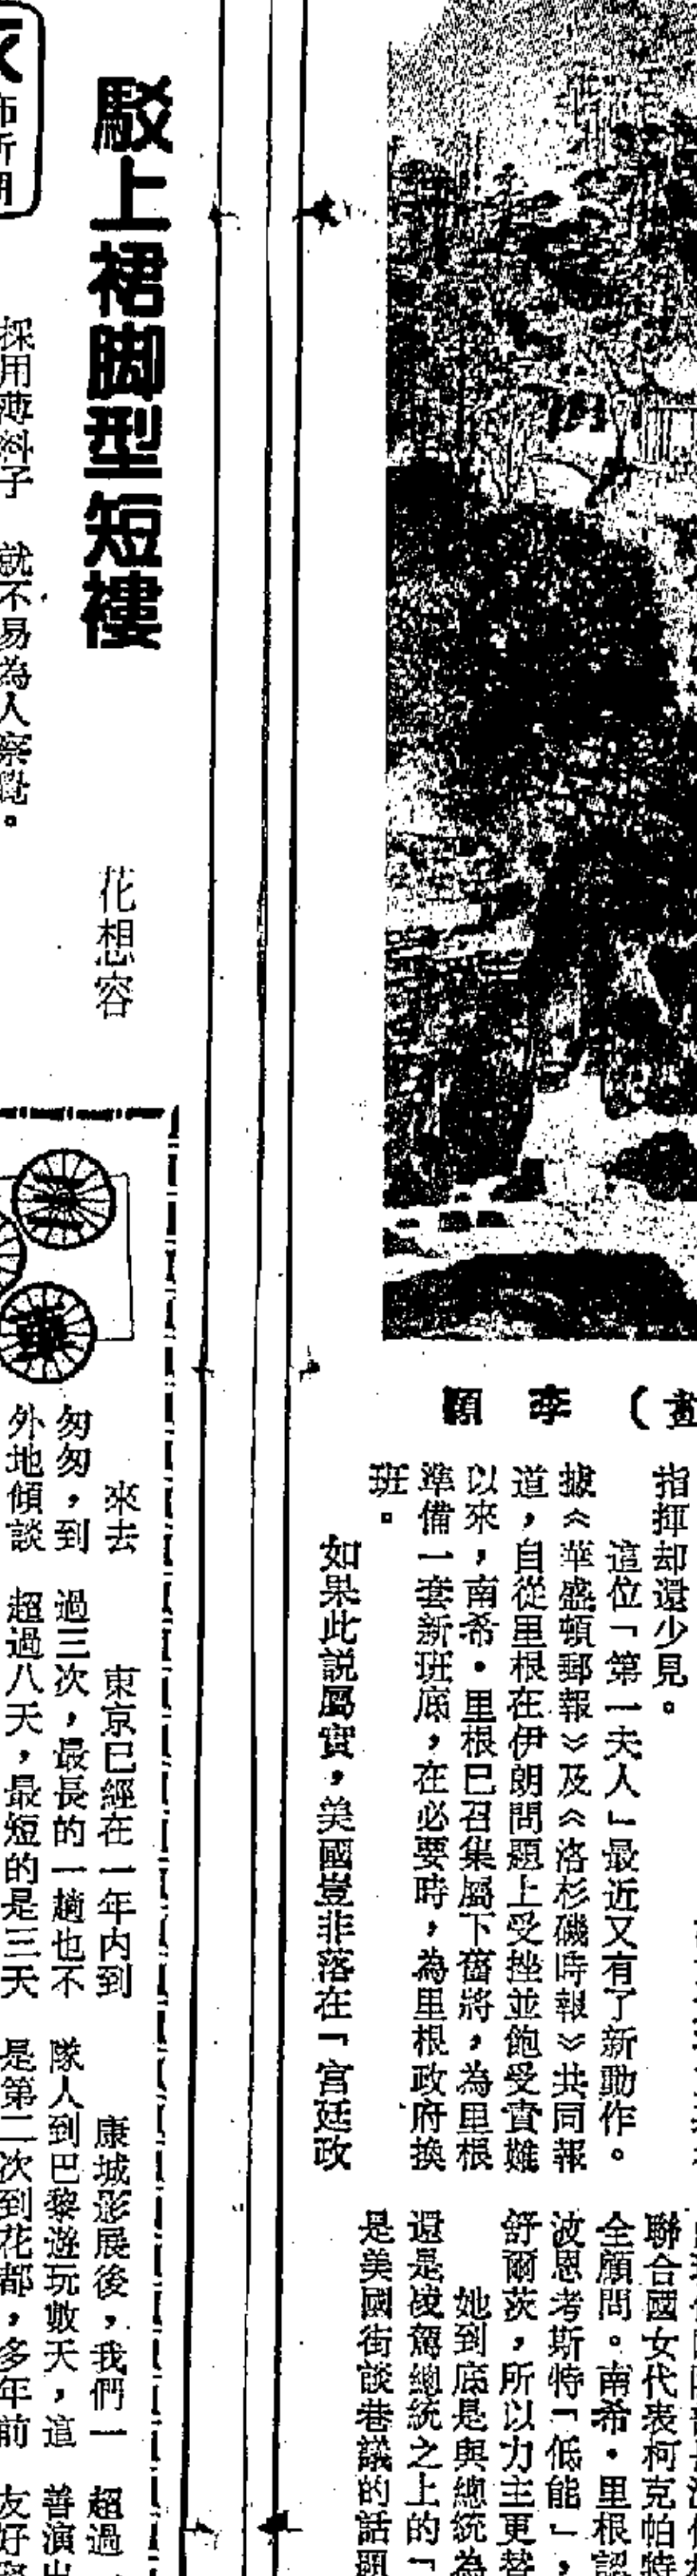 畫）
李
指揮却還少見。
這位「第一夫人」最近又有了新動作。
據《華盛頓郵報》及《洛杉磯時報》共同報
道，自從里根在伊朗問題上受挫並飽受責難
以來，南希・里根已召集屬下舊將，為里根
準備一套新班底，在必要時，為里根政府換
班。
如果此説屬實，美國豈非落在「宮廷政
聯合國女代表柯克帕特
全顧問。南希・里根認
波恩考斯特「低能」，
舒爾茨，所以力主更替
她到底是與總統為
還是凌駕總統之上的「
是美國街談巷議的話題
駁上裙脚型短褸
花想容
採用薄料子 就不易為人察覺。
來去
匆匆，到
外地傾談
東京已經在一年内到
過三次，最長的一趟也不
超過八天，最短的是三天
康城影展後，我們一
隊人到巴黎遊玩數天，這
是第二次到花都，多年前
超過
善演出
友好